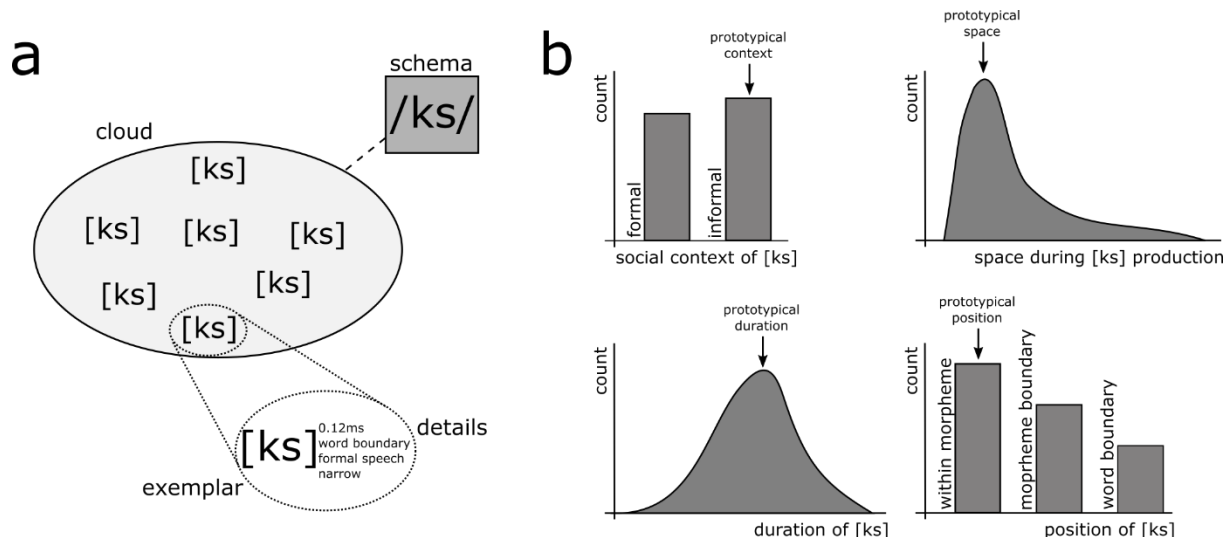 a
schema
/ks/
cloud
[ks]
[ks]
[ks]
[ks]
[ks]
[ks]
[ks]
[ks]
0.12ms
word boundary
formal speech
narrow
details
exemplar
b
prototypical
context
count
formal
informal
social context of [ks]
prototypical
space
count
space during [ks] production
prototypical
duration
count
duration of [ks]
prototypical
position
count
within morpheme
moprheme boundary
word boundary
position of [ks]